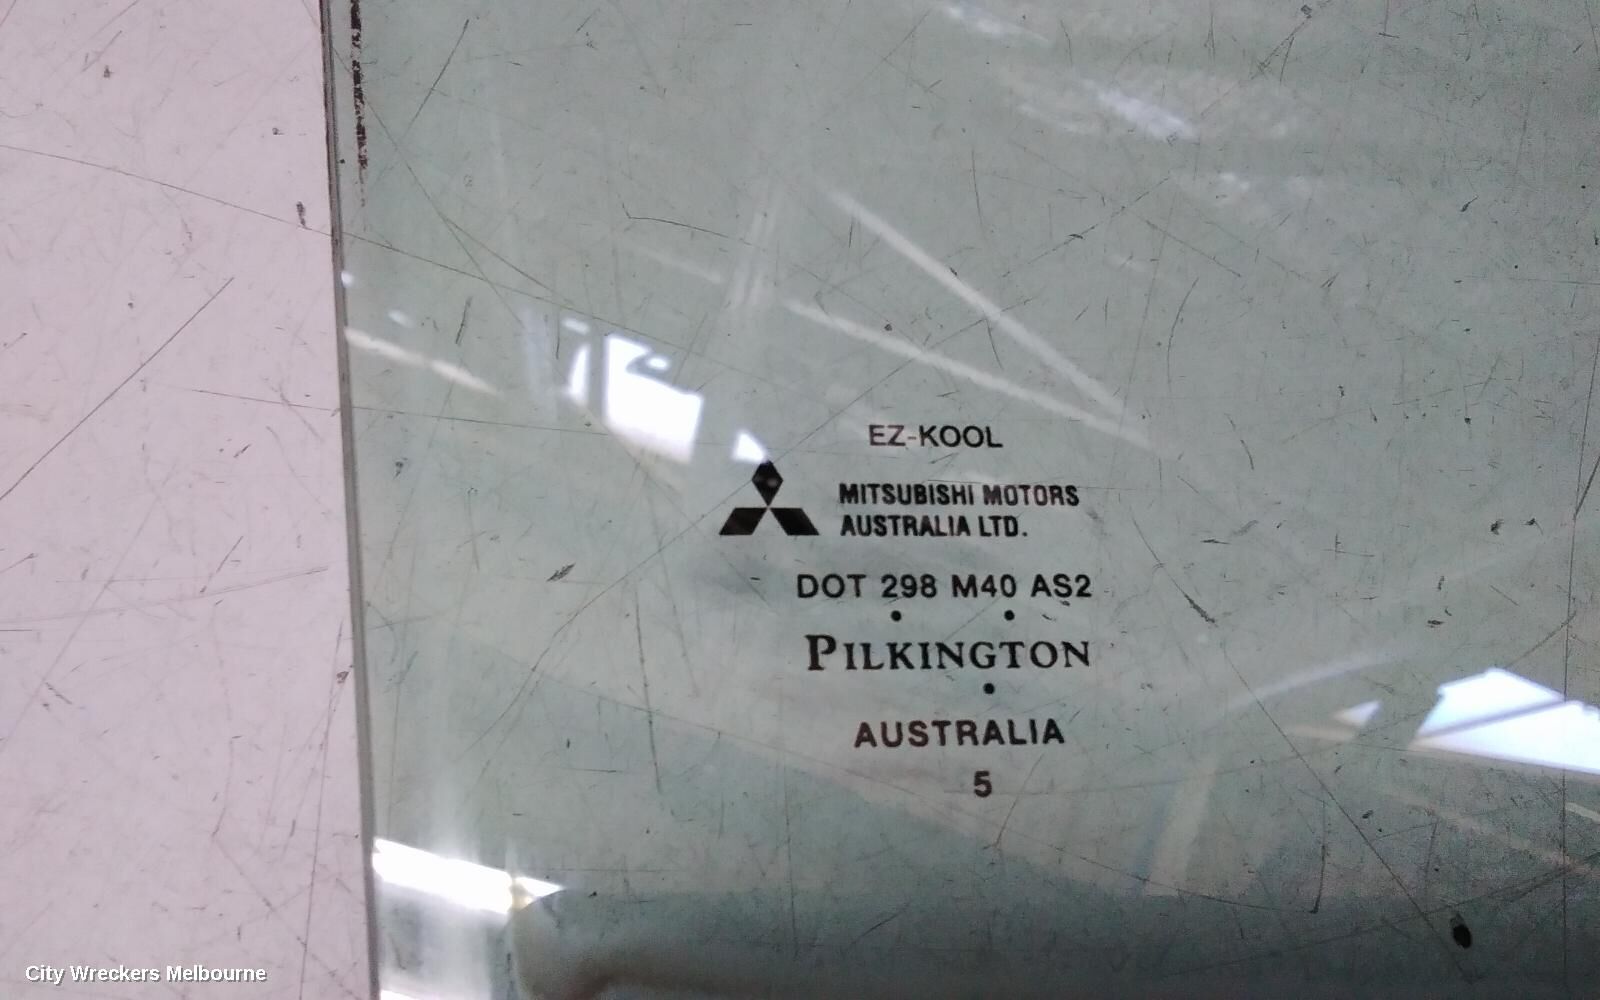 EZ-KOOL
MITSUBISHI MOTORS
AUSTRALIA LTD.
DOT 298 M40 AS2
PILKINGTON
AUSTRALIA
5
City Wreckers Melbourne